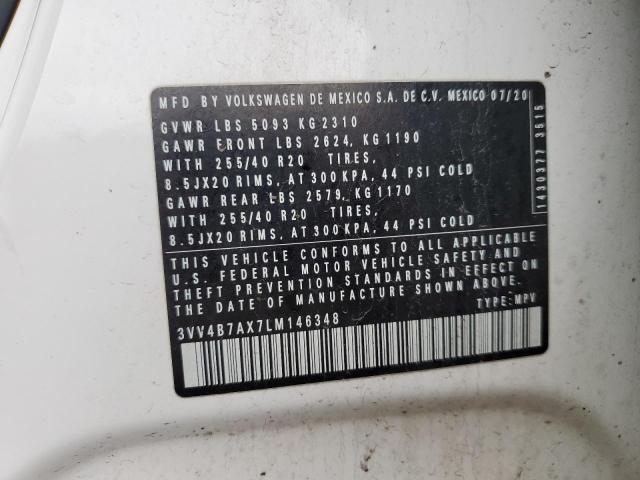 MFD BY VOLKSWAGEN DE MEXICO S.A. DE C.V. MEXICO 07/20
GVWR LBS 5093 KG 2310
GAWR FRONT LBS 2624, KG 1190
WITH 255/40 R20 TIRES,
8.5JX20 RIMS, AT 300 KPA, 44 PSI COLD
GAWR REAR LBS 2579, KG 1170
WITH 255/40 R20 TIRES,
8.5JX20 RIMS, AT 300 KPA, 44 PSI COLD
THIS VEHICLE CONFORMS TO ALL APPLICABLE
U.S. FEDERAL MOTOR VEHICLE SAFETY AND
THEFT PREVENTION STANDARDS IN EFFECT ON
THE DATE OF MANUFACTURE SHOWN ABOVE.
3VV4B7AX7LM146348 TYPE: MPV
1430377 3515